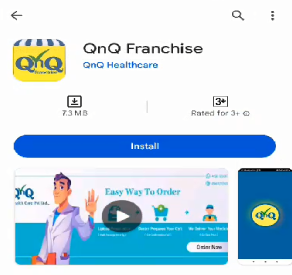 QnQ
QnQ Franchise
QnQ Healthcare
7.3 MB
3+
Rated for 3+
Install
QnQ
Easy Way To Order
Order Now
QnQ